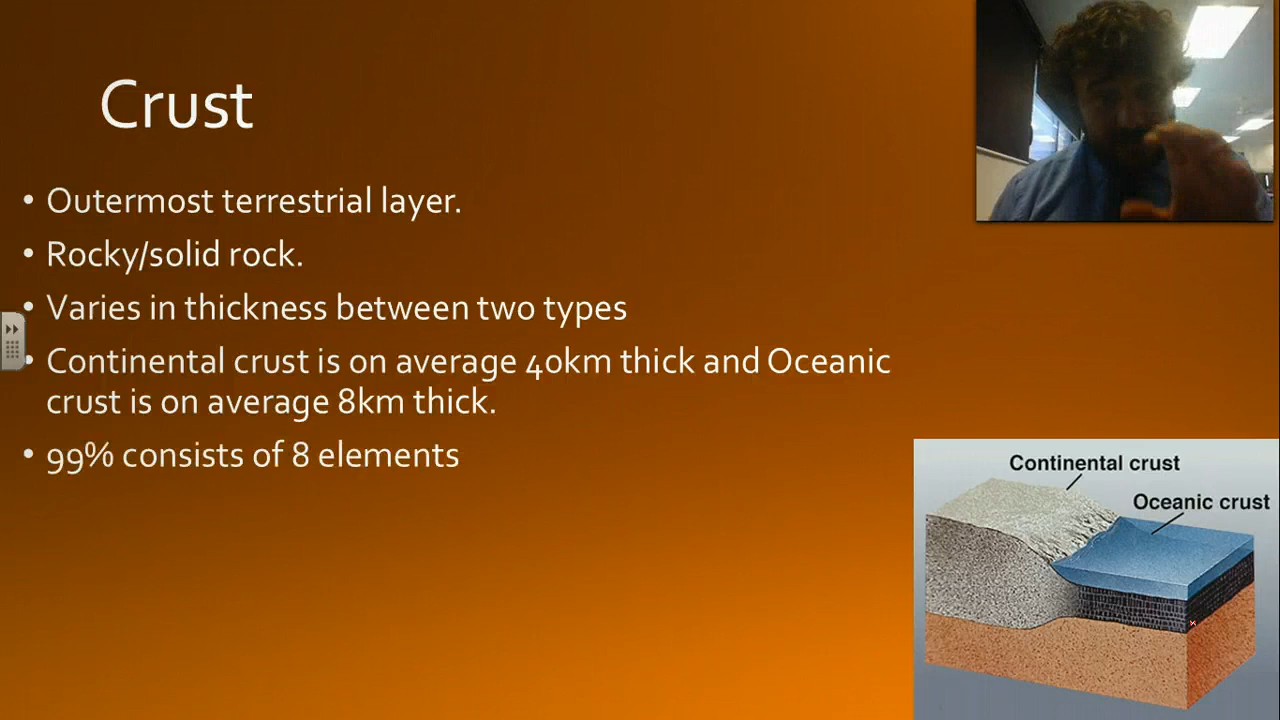 Crust
• Outermost terrestrial layer.
• Rocky/solid rock.
• Varies in thickness between two types
• Continental crust is on average 40km thick and Oceanic
crust is on average 8km thick.
• 99% consists of 8 elements
Continental crust
Oceanic crust